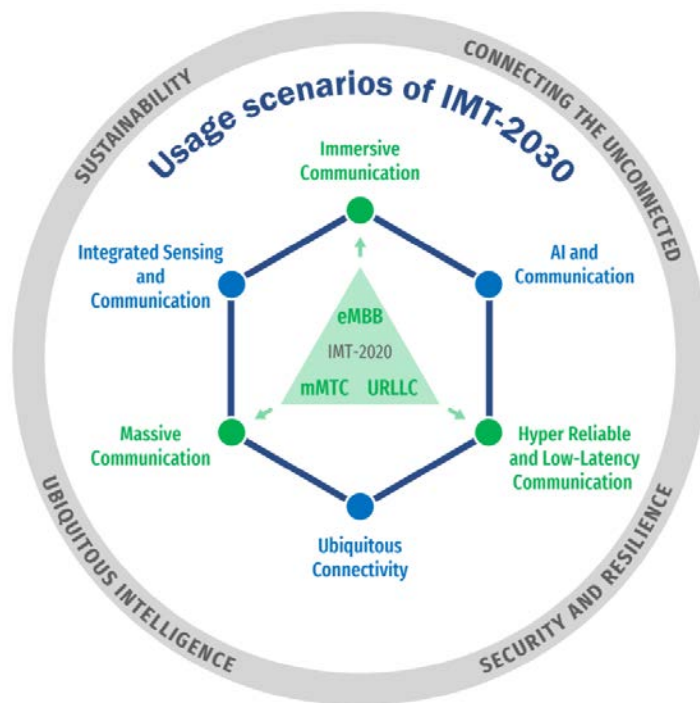 SUSTAINABILITY
CONNECTING THE UNCONNECTED
Usage scenarios of IMT-2030
Immersive
Communication
Integrated Sensing
and
Communication
AI and
Communication
eMBB
IMT-2020
mMTC URLLC
Massive
Communication
Hyper Reliable
and Low-Latency
Communication
Ubiquitous
Connectivity
UBIQUITOUS INTELLIGENCE
SECURITY AND RESILIENCE